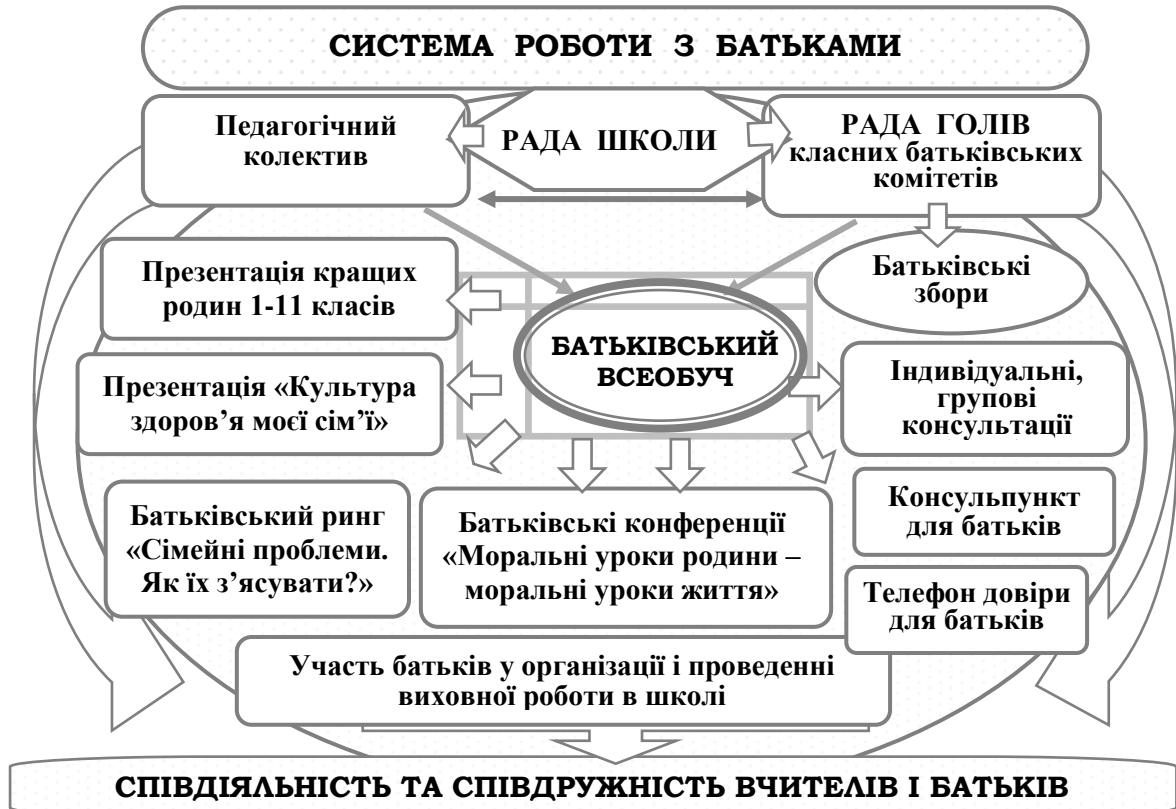 СИСТЕМА РОБОТИ З БАТЬКАМИ
Педагогічний
колектив
РАДА ШКОЛИ
РАДА ГОЛІВ
класних батьківських
комітетів
Презентація кращих
родин 1-11 класів
Батьківські
збори
БАТЬКІВСЬКИЙ
ВСЕОБУЧ
Презентація «Культура
здоров’я моєї сім’ї»
Індивідуальні,
групові
консультації
Батьківський ринг
«Сімейні проблеми.
Як їх з’ясувати?»
Батьківські конференції
«Моральні уроки родини –
моральні уроки життя»
Консульпункт
для батьків
Телефон довіри
для батьків
Участь батьків у організації і проведенні
виховної роботи в школі
СПІВДІЯЛЬНІСТЬ ТА СПІВДРУЖНІСТЬ ВЧИТЕЛІВ І БАТЬКІВ